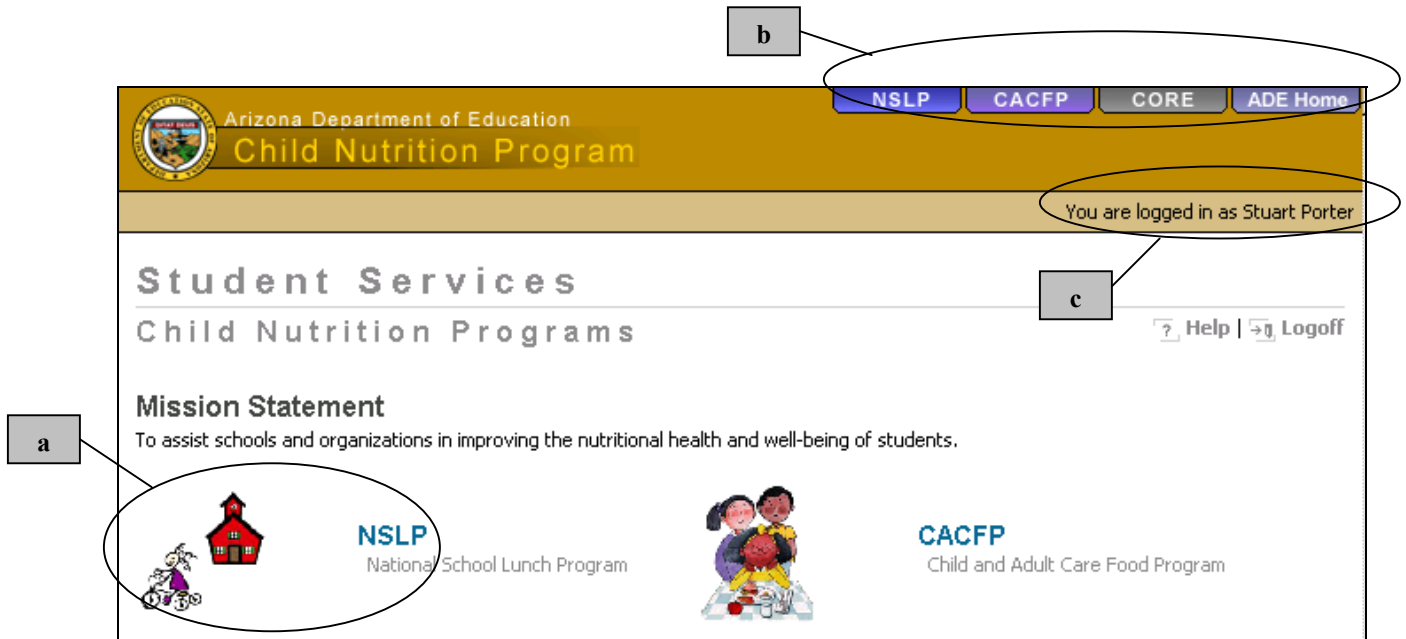 b
NSLP CACFP CORE ADE Home
Arizona Department of Education
Child Nutrition Program
You are logged in as Stuart Porter
Student Services
c
Child Nutrition Programs
? Help | Logoff
Mission Statement
a
To assist schools and organizations in improving the nutritional health and well-being of students.
NSLP
National School Lunch Program
CACFP
Child and Adult Care Food Program